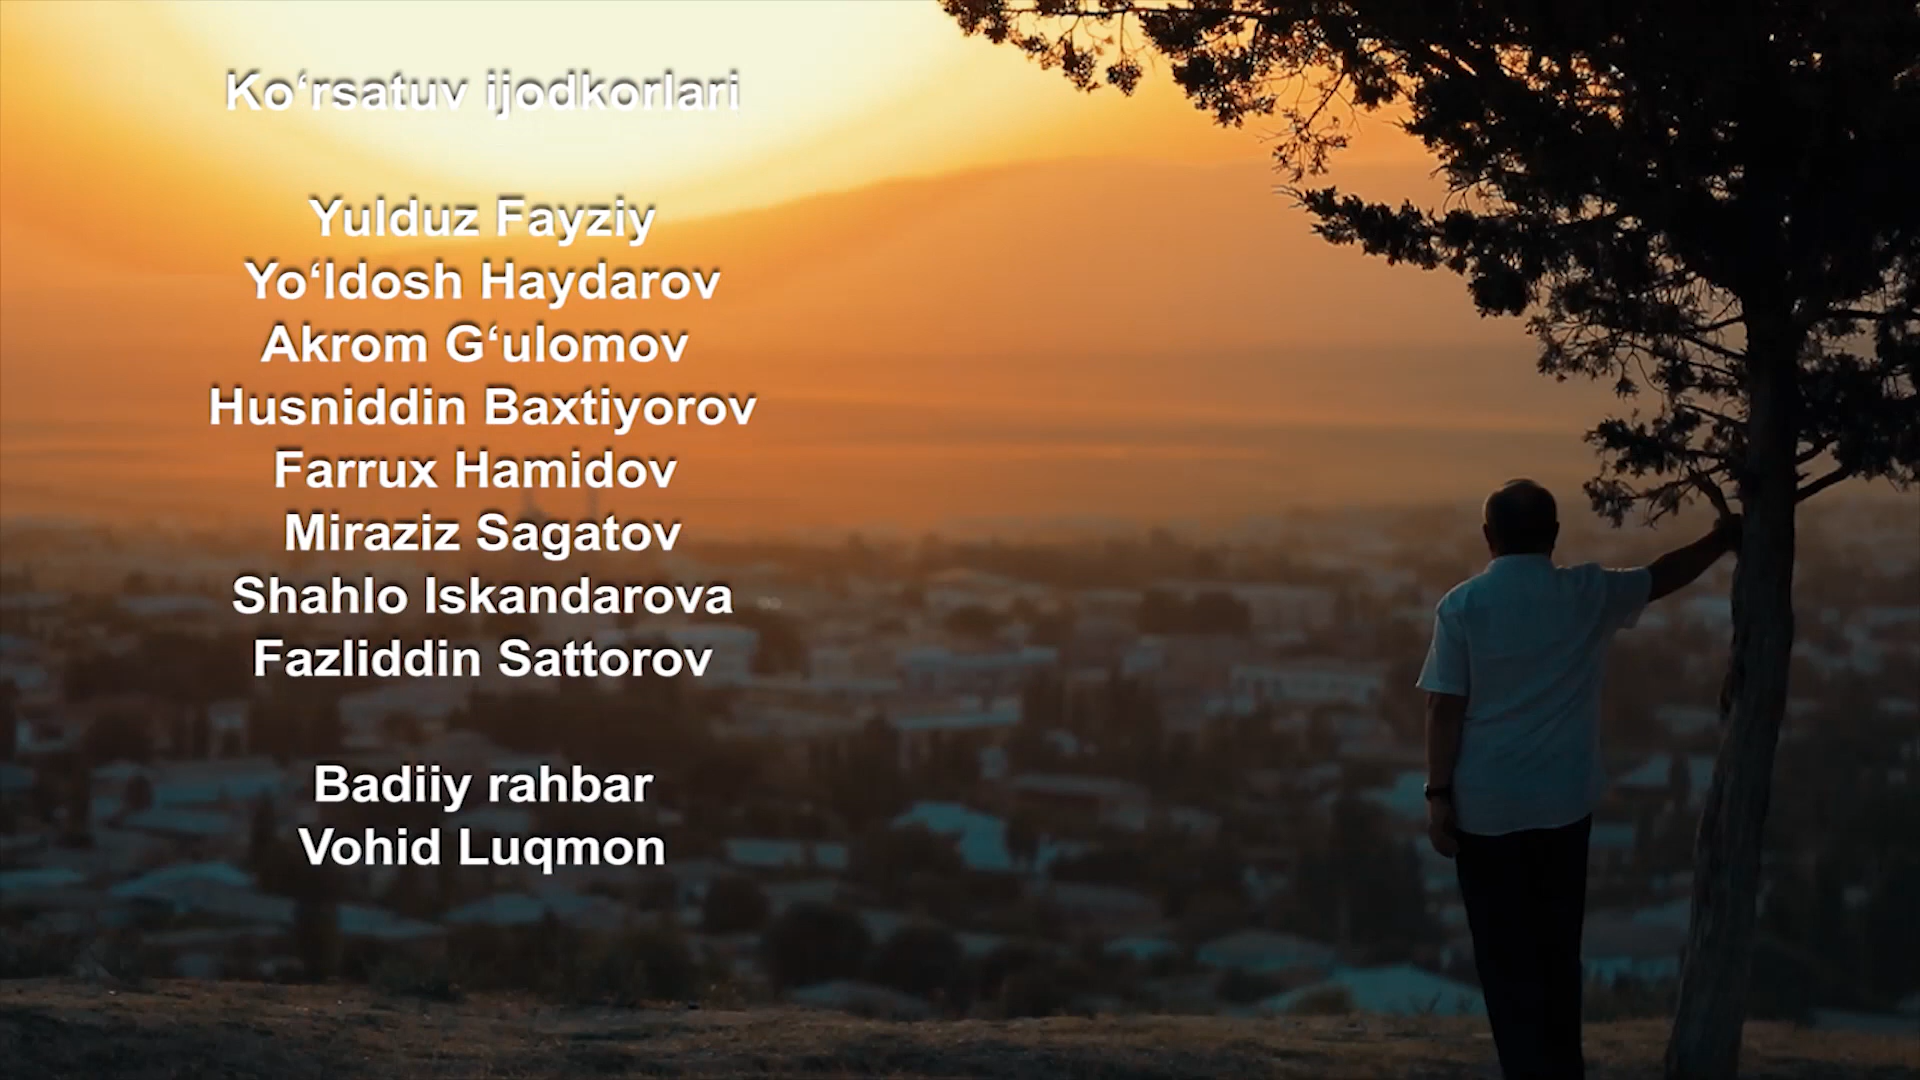 Ko‘rsatuv ijodkorlari
Yulduz Fayziy
Yo‘ldosh Haydarov
Akrom G‘ulomov
Husniddin Baxtiyorov
Farrux Hamidov
Miraziz Sagatov
Shahlo Iskandarova
Fazliddin Sattorov
Badiiy rahbar
Vohid Luqmon